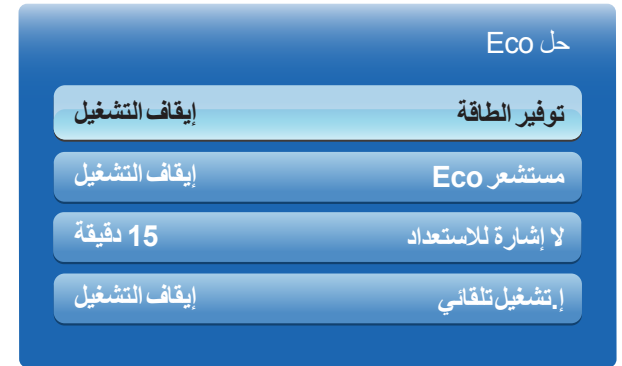 حل Eco
توفير الطاقة إيقاف التشغيل
مستشعر Eco إيقاف التشغيل
لا إشارة للاستعداد 15 دقيقة
إ.تشغيل تلقائي إيقاف التشغيل